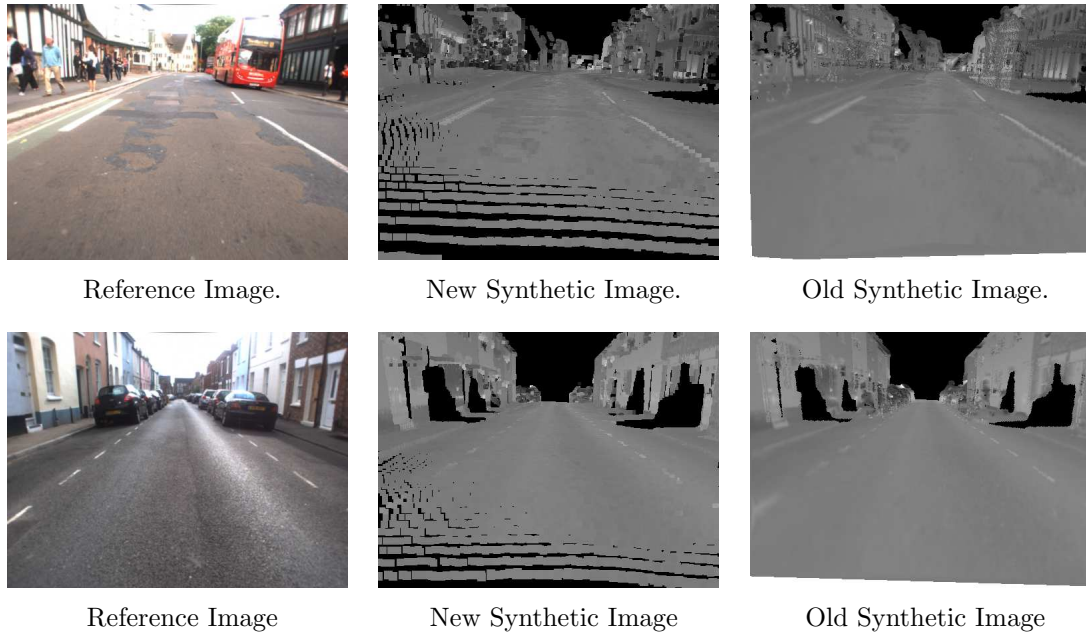 Reference Image.
New Synthetic Image.
Old Synthetic Image.
Reference Image
New Synthetic Image
Old Synthetic Image